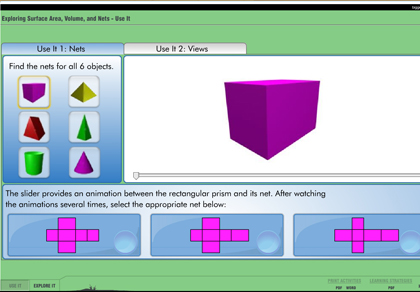 Exploring Surface Area, Volume, and Nets - Use It
Use It 1: Nets
Use It 2: Views
Find the nets for all 6 objects.
The slider provides an animation between the rectangular prism and its net. After watching
the animations several times, select the appropriate net below:
USE IT
EXPLORE IT
PRINT ACTIVITIES
LEARNING STRATEGIES
PDF WORD
PDF